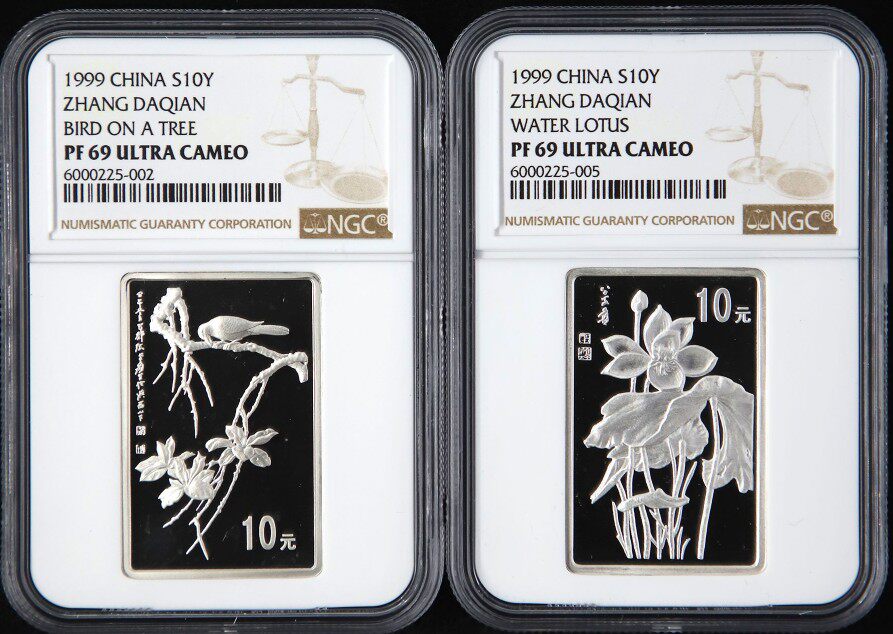 1999 CHINA S10Y
ZHANG DAQIAN
BIRD ON A TREE
PF 69 ULTRA CAMEO
6000225-002
NUMISMATIC GUARANTY CORPORATION
NGC®
10元
1999 CHINA S10Y
ZHANG DAQIAN
WATER LOTUS
PF 69 ULTRA CAMEO
6000225-005
NUMISMATIC GUARANTY CORPORATION
NGC®
10元